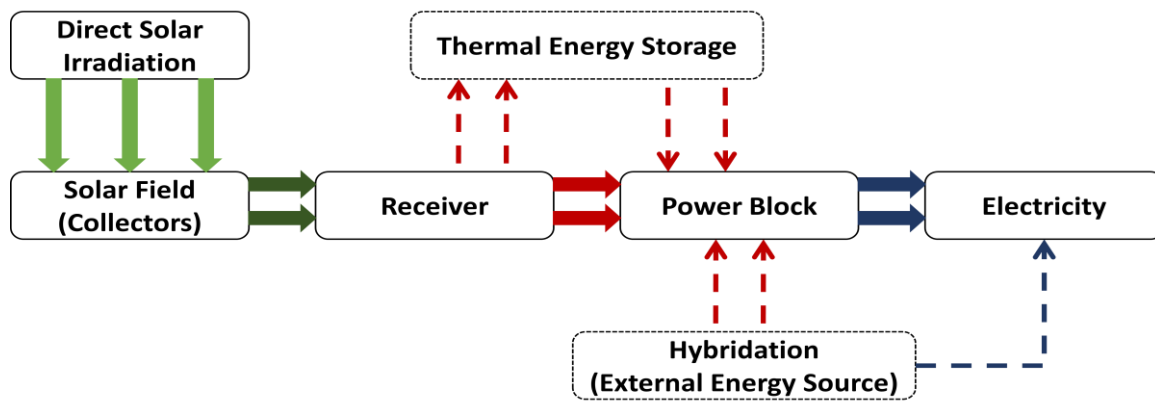 Direct Solar
Irradiation
Thermal Energy Storage
Solar Field
(Collectors)
Receiver
Power Block
Electricity
Hybridation
(External Energy Source)